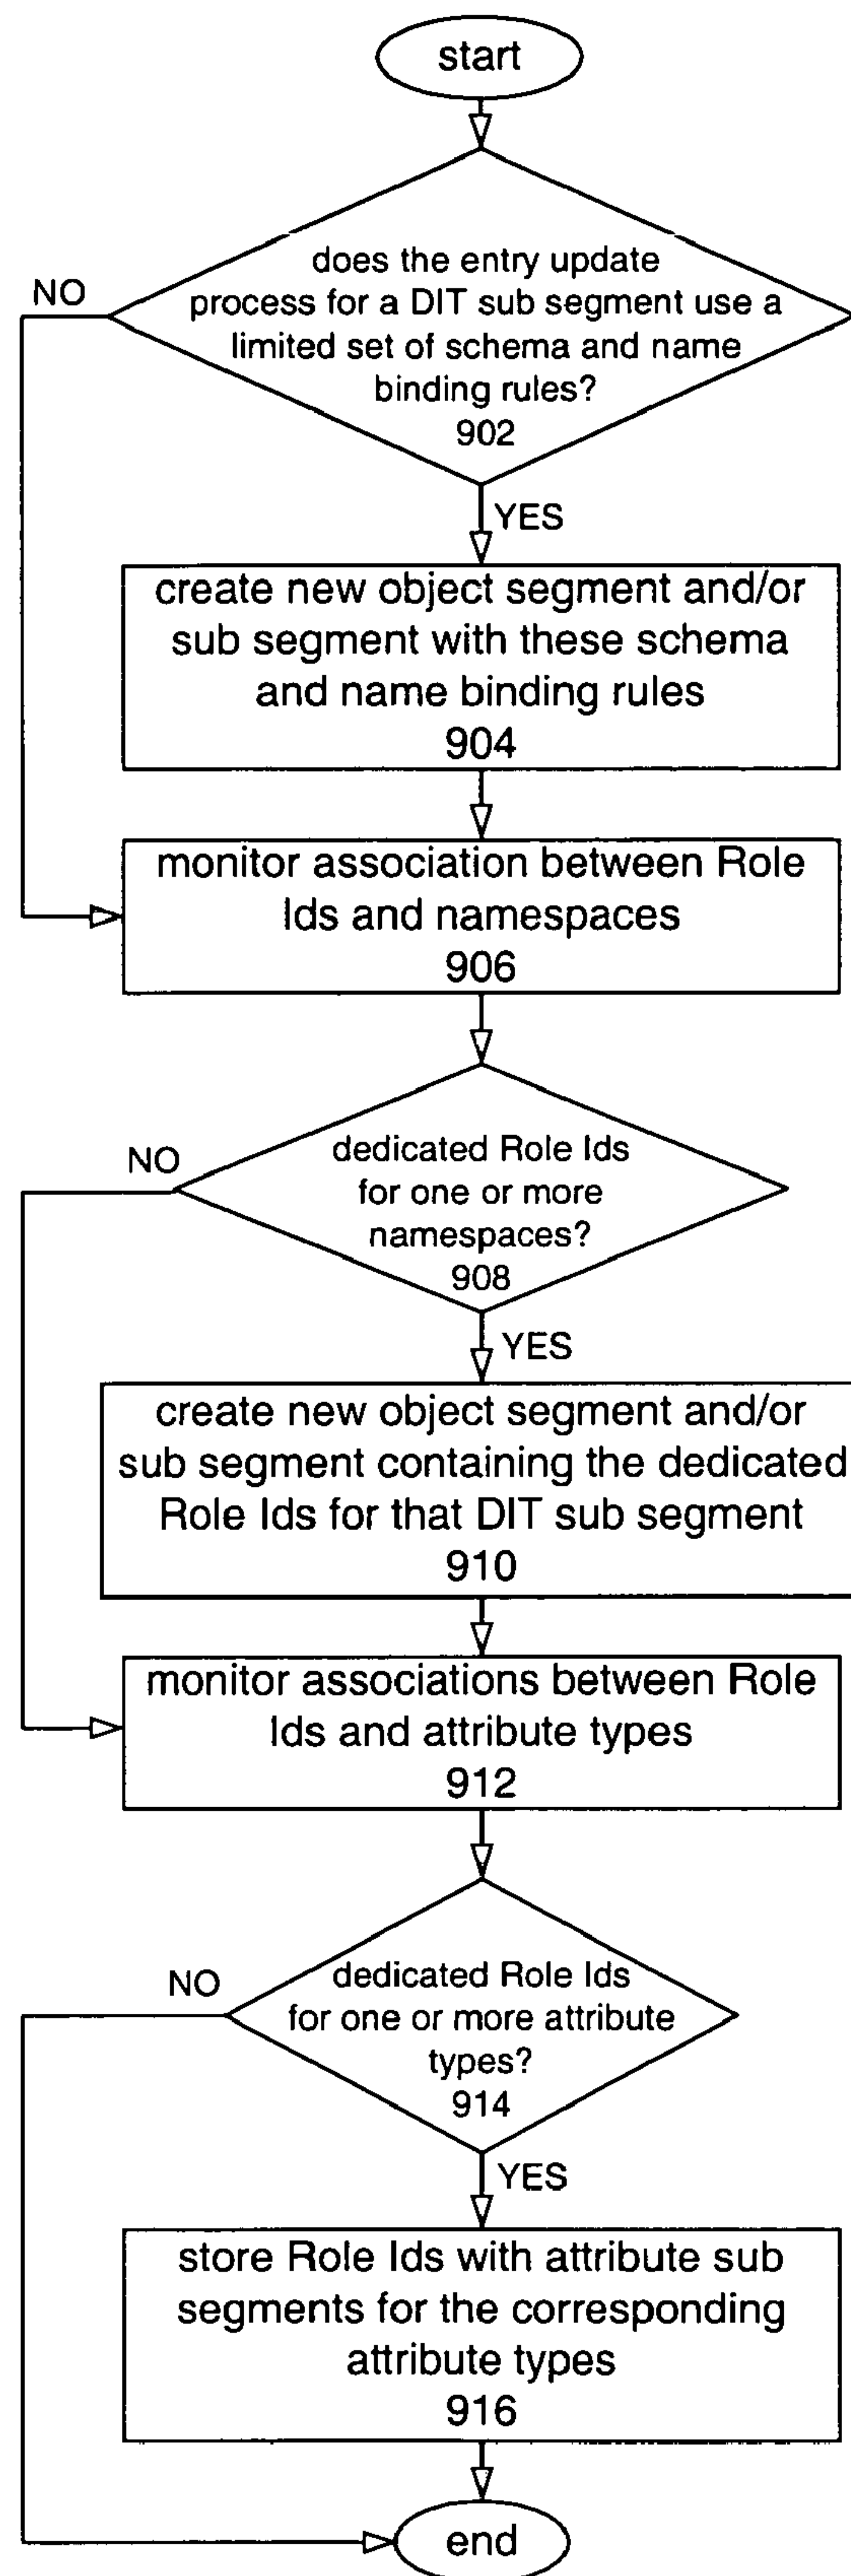 start
does the entry update
process for a DIT sub segment use a
limited set of schema and name
binding rules?
902
NO
YES
create new object segment and/or
sub segment with these schema
and name binding rules
904
monitor association between Role
Ids and namespaces
906
dedicated Role Ids
for one or more
namespaces?
908
NO
YES
create new object segment and/or
sub segment containing the dedicated
Role Ids for that DIT sub segment
910
monitor associations between Role
Ids and attribute types
912
dedicated Role Ids
for one or more attribute
types?
914
NO
YES
store Role Ids with attribute sub
segments for the corresponding
attribute types
916
end